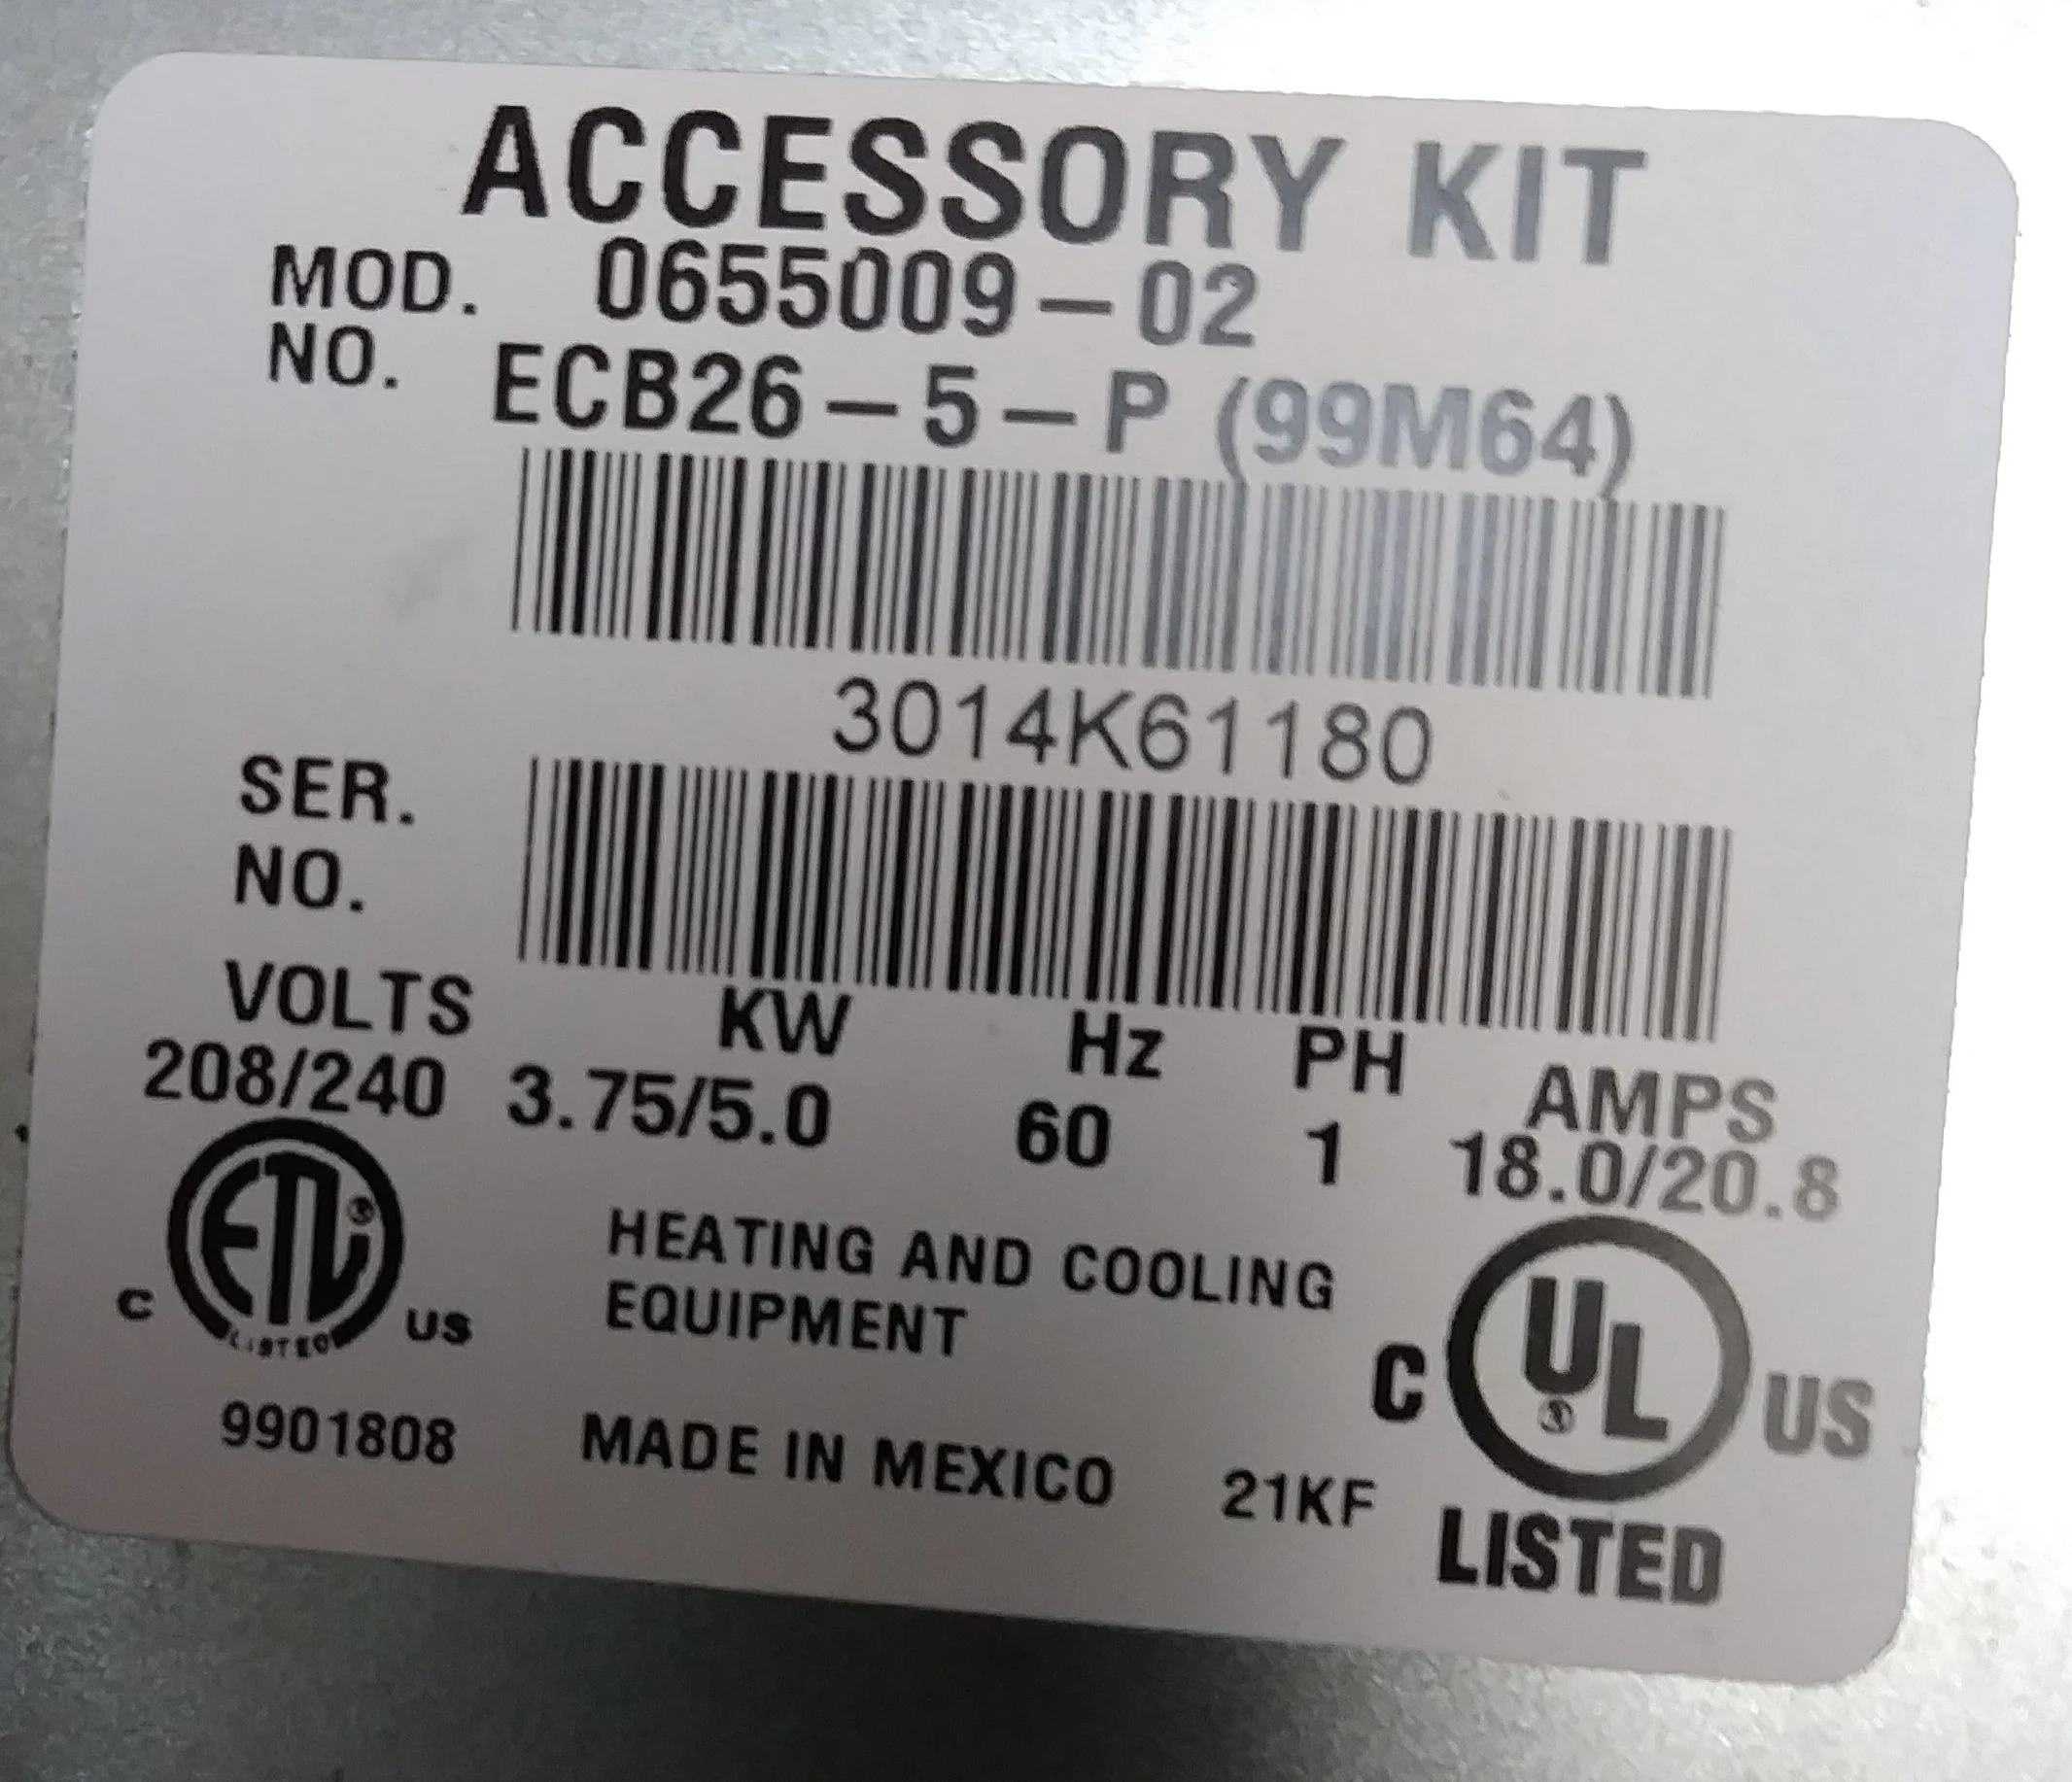 ACCESSORY KIT
MOD. 0655009-02
NO. ECB26-5-P (99M64)
3014K61180
SER.
NO.
VOLTS KW Hz PH AMPS
208/240 3.75/5.0 60 1 18.0/20.8
ETL®
C LISTED US
HEATING AND COOLING
EQUIPMENT
C UL® US
LISTED
9901808 MADE IN MEXICO 21KF